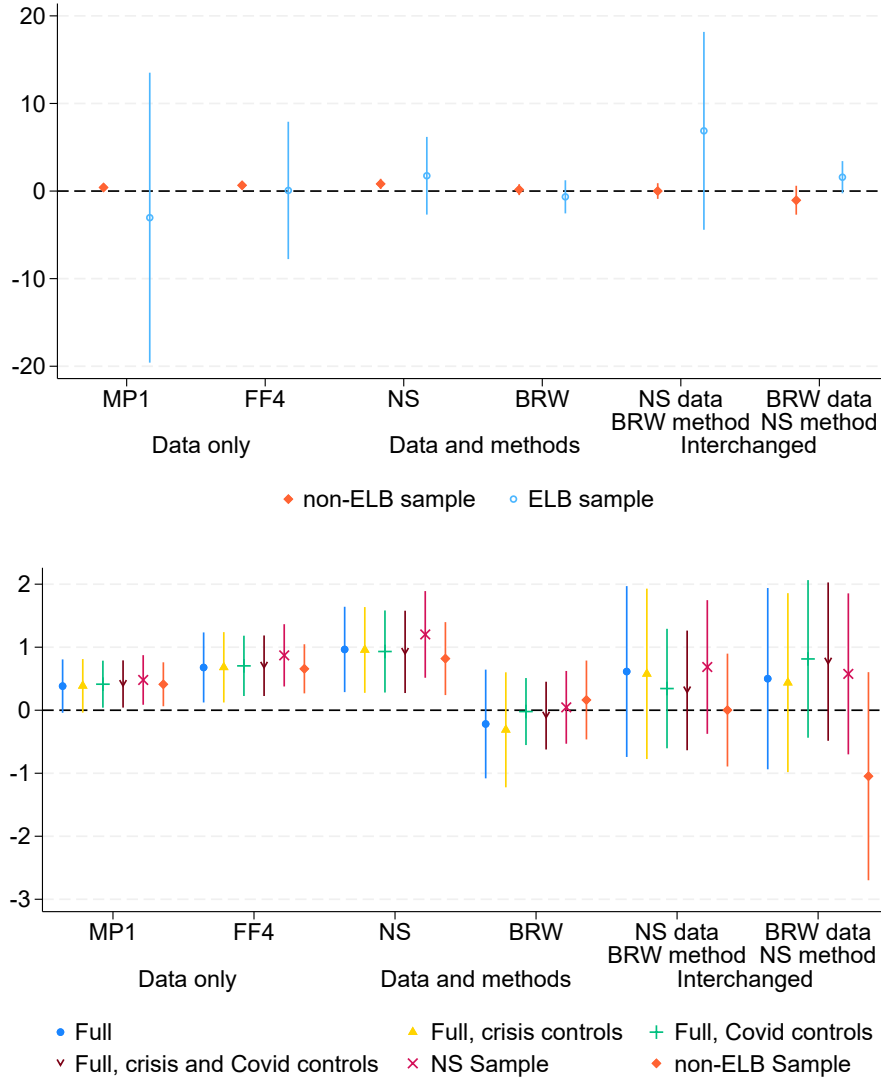 20
10
0
-10
-20
MP1 FF4 NS BRW NS data BRW data
BRW method NS method
Data only Data and methods Interchanged
non-ELB sample ELB sample
2
1
0
-1
-2
-3
MP1 FF4 NS BRW NS data BRW data
BRW method NS method
Data only Data and methods Interchanged
Full Full, crisis controls Full, Covid controls
Full, crisis and Covid controls NS Sample non-ELB Sample